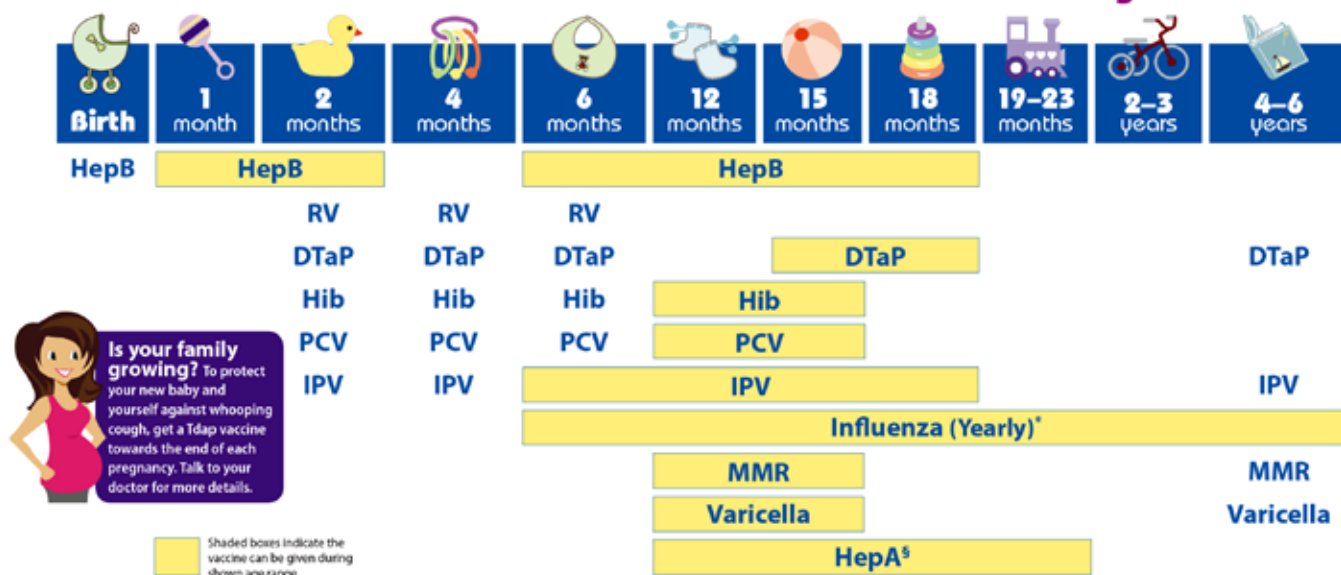 Birth
1
month
2
months
4
months
6
months
12
months
15
months
18
months
19–23
months
2–3
years
4–6
years
HepB HepB HepB
RV RV RV
DTaP DTaP DTaP DTaP DTaP
Hib Hib Hib Hib
PCV PCV PCV PCV
IPV IPV IPV IPV
Influenza (Yearly)*
MMR MMR
Varicella Varicella
HepA§
Is your family
growing? To protect
your new baby and
yourself against whooping
cough, get a Tdap vaccine
towards the end of each
pregnancy. Talk to your
doctor for more details.
Shaded boxes indicate the
vaccine can be given during
shown age range.